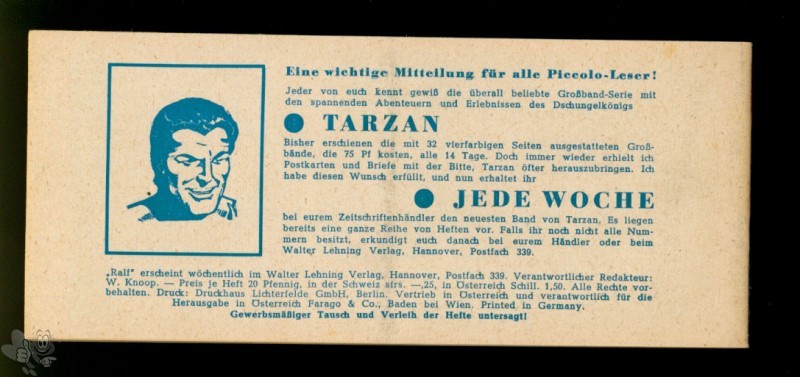 Eine wichtige Mitteilung für alle Piccolo-Leser!
Jeder von euch kennt gewiß die überall beliebte Großband-Serie mit
den spannenden Abenteuern und Erlebnissen des Dschungelkönigs
● TARZAN
Bisher erschienen die mit 32 vierfarbigen Seiten ausgestatteten Groß-
bände, die 75 Pf kosten, alle 14 Tage. Doch immer wieder erhielt ich
Postkarten und Briefe mit der Bitte, Tarzan öfter herauszubringen. Ich
habe diesen Wunsch erfüllt, und nun erhaltet ihr
● JEDE WOCHE
bei eurem Zeitschriftenhändler den neuesten Band von Tarzan. Es liegen
bereits eine ganze Reihe von Heften vor. Falls ihr noch nicht alle Num-
mern besitzt, erkundigt euch danach bei eurem Händler oder beim
Walter Lehning Verlag, Hannover, Postfach 339.
„Ralf" erscheint wöchentlich im Walter Lehning Verlag, Hannover, Postfach 339. Verantwortlicher Redakteur:
W. Knoop. — Preis je Heft 20 Pfennig, in der Schweiz sfrs. —,25, in Österreich Schill. 1,50. Alle Rechte vor-
behalten. Druck: Druckhaus Lichterfelde GmbH, Berlin. Vertrieb in Österreich und verantwortlich für die
Herausgabe in Österreich Farago & Co., Baden bei Wien. Printed in Germany.
Gewerbsmäßiger Tausch und Verleih der Hefte untersagt!